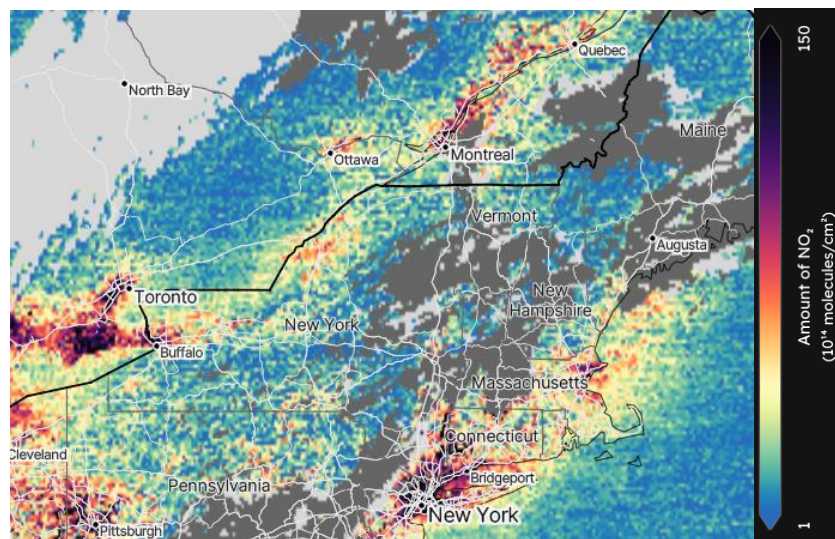 Quebec
North Bay
Maine
Ottawa
Montreal
Vermont
Augusta
Toronto
New
Hampshire
New York
Buffalo
Massachusetts
Connecticut
Cleveland
Bridgeport
Pennsylvania
New York
Pittsburgh
150
Amount of NO₂
(10¹⁴ molecules/cm²)
1